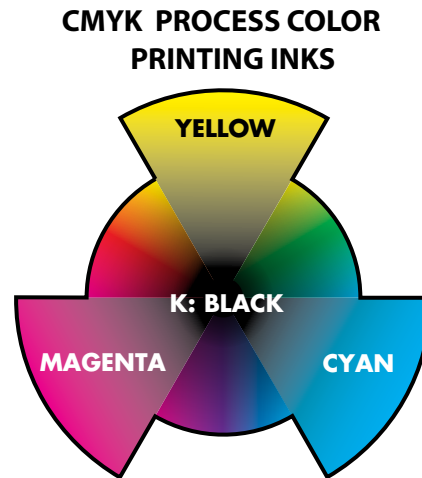 CMYK PROCESS COLOR
PRINTING INKS
YELLOW
K: BLACK
MAGENTA
CYAN